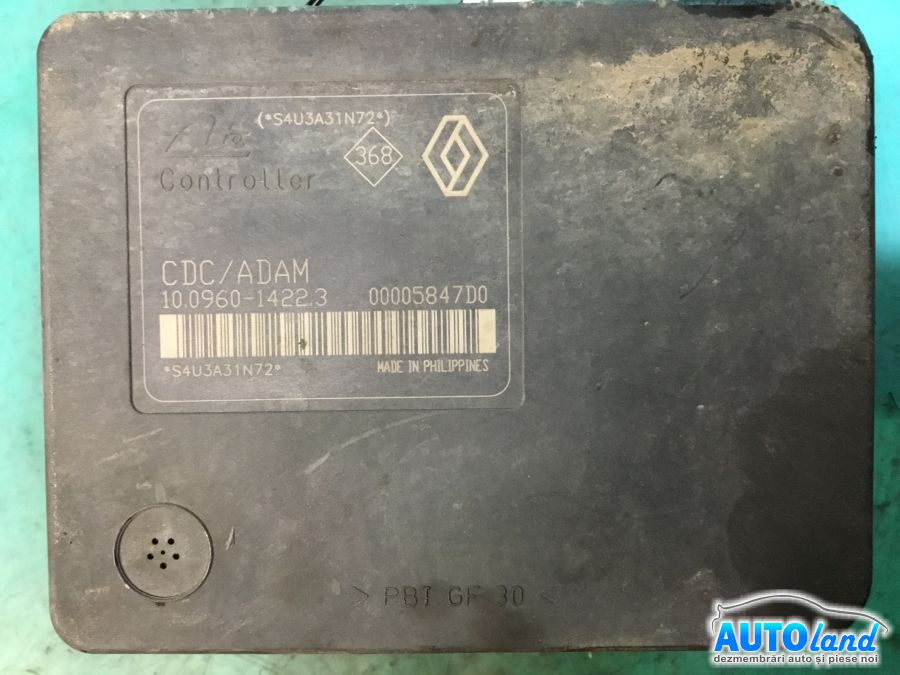 (*S4U3A31N72*)
Ate
368
Controller
CDC/ADAM
10.0960-1422.3 00005847D0
*S4U3A31N72*
MADE IN PHILIPPINES
> PBT GF 30 <
AUTOland
dezmembrări auto și piese noi